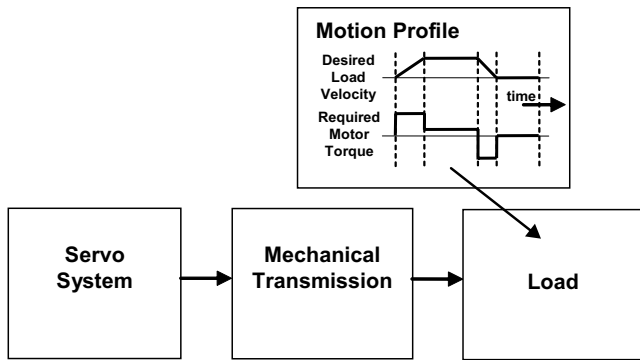 Motion Profile
Desired
Load
Velocity
time
Required
Motor
Torque
Servo
System
Mechanical
Transmission
Load